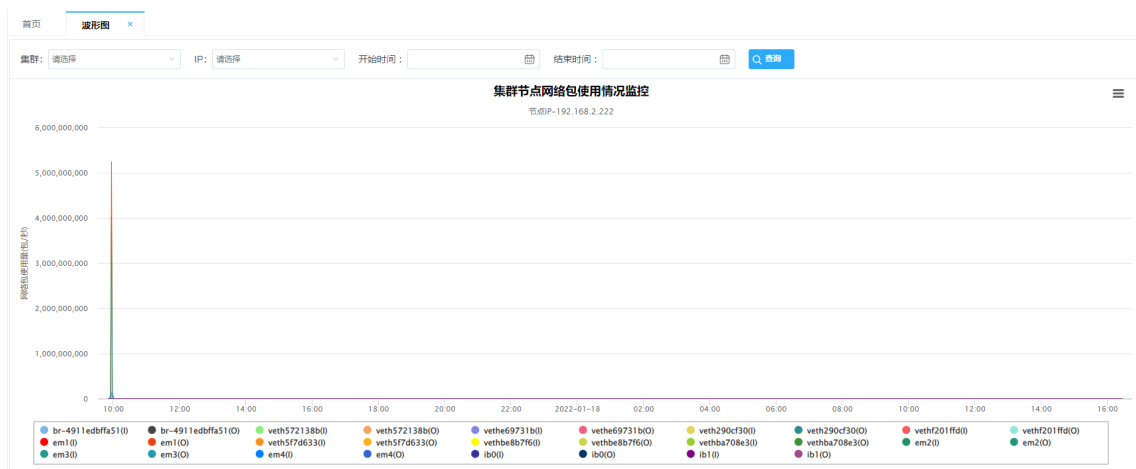 首页 波形图 ×
集群: 请选择 IP: 请选择 开始时间 : 结束时间 : 查询
集群节点网络包使用情况监控
节点IP-192.168.2.222
网络包使用量(包/秒)
6,000,000,000
5,000,000,000
4,000,000,000
3,000,000,000
2,000,000,000
1,000,000,000
0
10:00 12:00 14:00 16:00 18:00 20:00 22:00 2022-01-18 02:00 04:00 06:00 08:00 10:00 12:00 14:00 16:00
br-4911edbffa51(I) br-4911edbffa51(O) veth572138b(I) veth572138b(O) vethe69731b(I) vethe69731b(O) veth290cf30(I) veth290cf30(O) vethf201ffd(I) vethf201ffd(O)
em1(I) em1(O) veth5f7d633(I) veth5f7d633(O) vethbe8b7f6(I) vethbe8b7f6(O) vethba708e3(I) vethba708e3(O) em2(I) em2(O)
em3(I) em3(O) em4(I) em4(O) ib0(I) ib0(O) ib1(I) ib1(O)